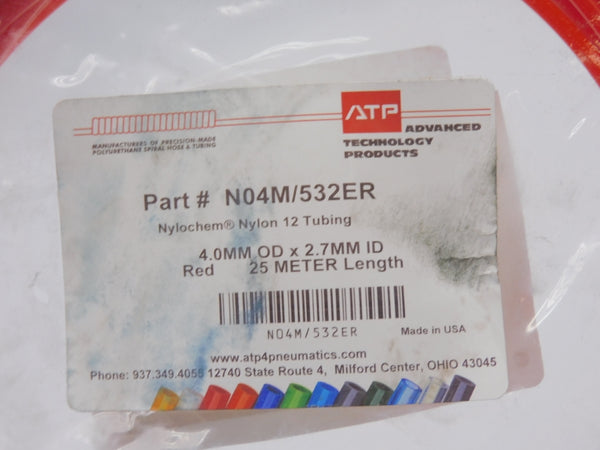 MANUFACTURERS OF PRECISION-MADE
POLYURETHANE SPIRAL HOSE & TUBING
ATP ADVANCED
TECHNOLOGY
PRODUCTS
Part # N04M/532ER
Nylochem® Nylon 12 Tubing
4.0MM OD x 2.7MM ID
Red 25 METER Length
N04M/532ER
Made in USA
www.atp4pneumatics.com
Phone: 937.349.4055 12740 State Route 4, Milford Center, OHIO 43045